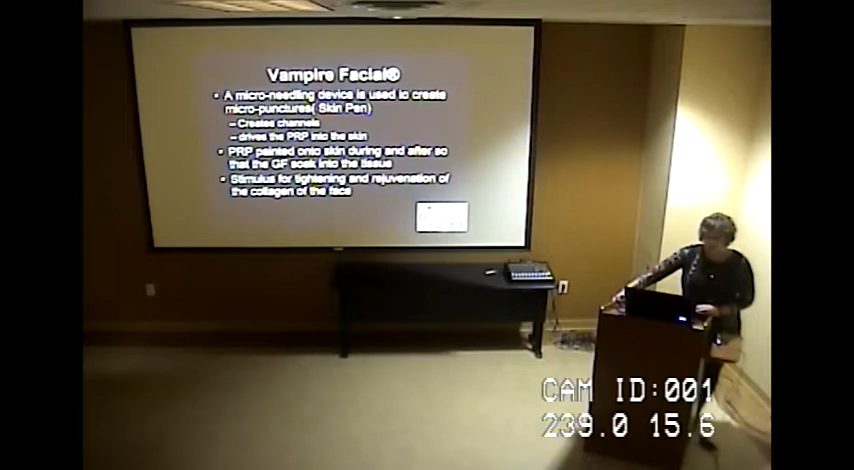 Vampire Facial®
• A micro-needling device is used to create
micro-punctures( Skin Pen)
– Creates channels
– drives the PRP into the skin
• PRP painted onto skin during and after so
that the GF soak into the tissue
• Stimulus for tightening and rejuvenation of
the collagen of the face
CAM ID:001
239.0 15.6